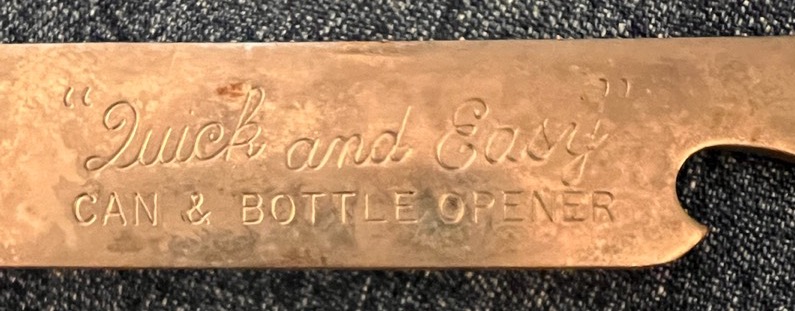 "Quick and Easy"
CAN & BOTTLE OPENER